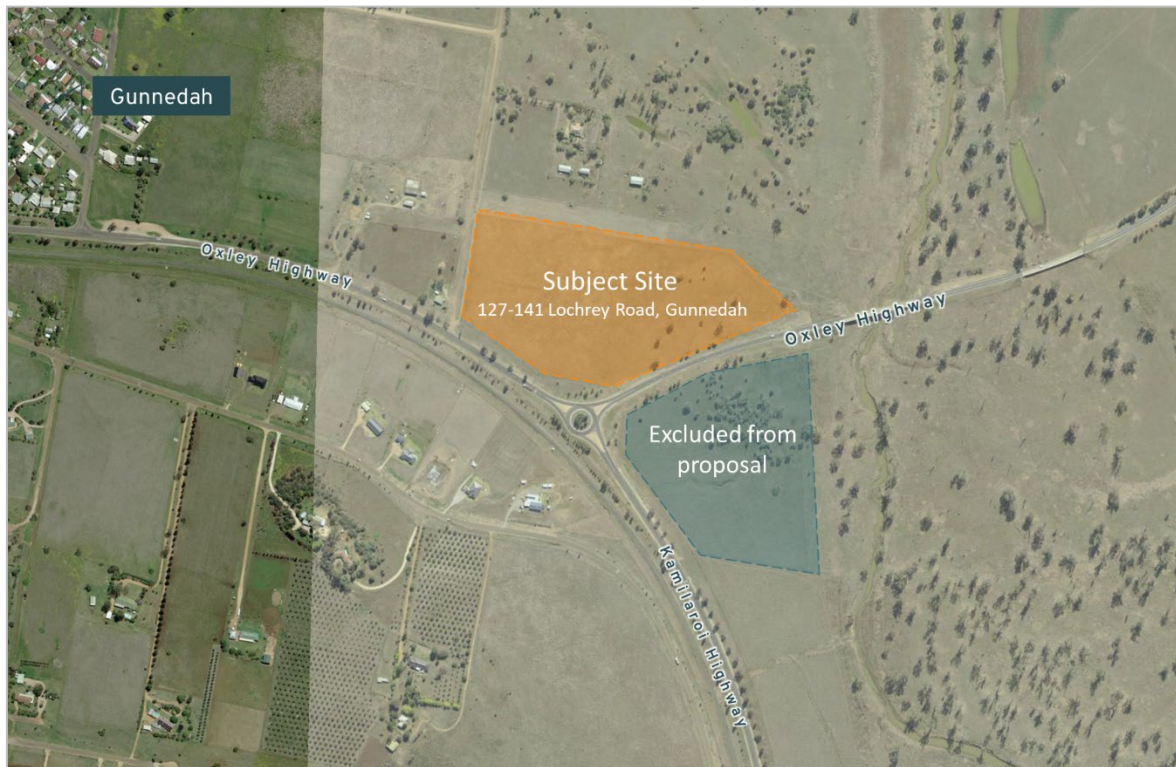 Gunnedah
Oxley Highway
Subject Site
127-141 Lochrey Road, Gunnedah
Oxley Highway
Excluded from
proposal
Kamilaroi Highway